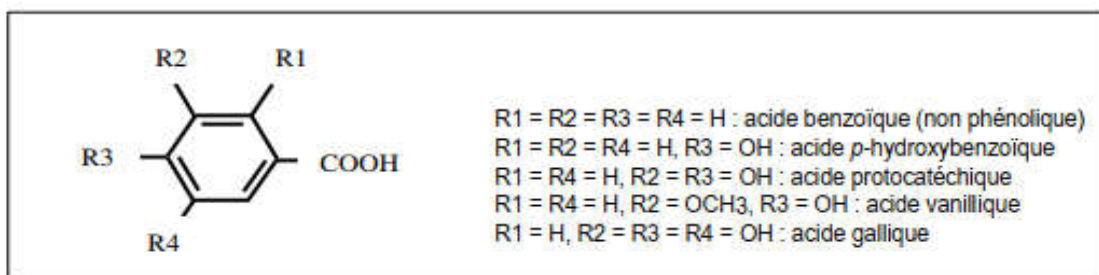 R2 R1
R3 COOH
R4
R1 = R2 = R3 = R4 = H : acide benzoïque (non phénolique)
R1 = R2 = R4 = H, R3 = OH : acide p-hydroxybenzoïque
R1 = R4 = H, R2 = R3 = OH : acide protocatéchique
R1 = R4 = H, R2 = OCH3, R3 = OH : acide vanillique
R1 = H, R2 = R3 = R4 = OH : acide gallique